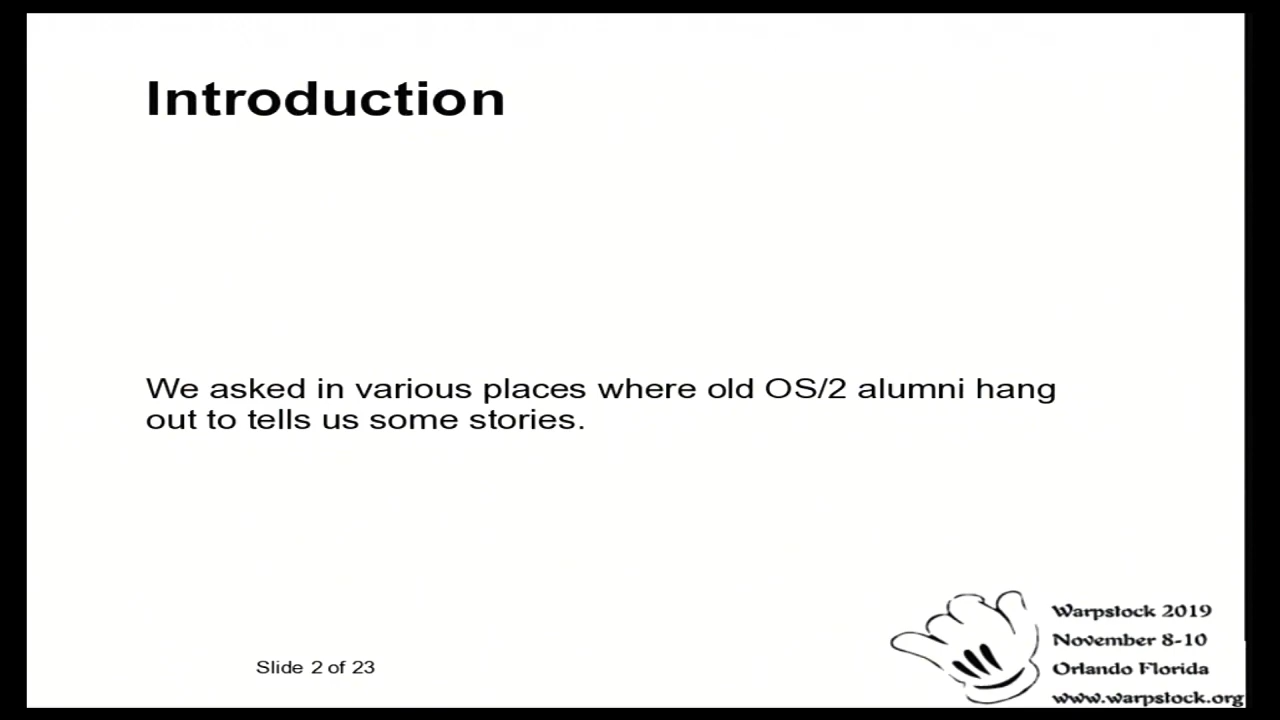 Introduction
We asked in various places where old OS/2 alumni hang
out to tells us some stories.
Slide 2 of 23
Warpstock 2019
November 8-10
Orlando Florida
www.warpstock.org